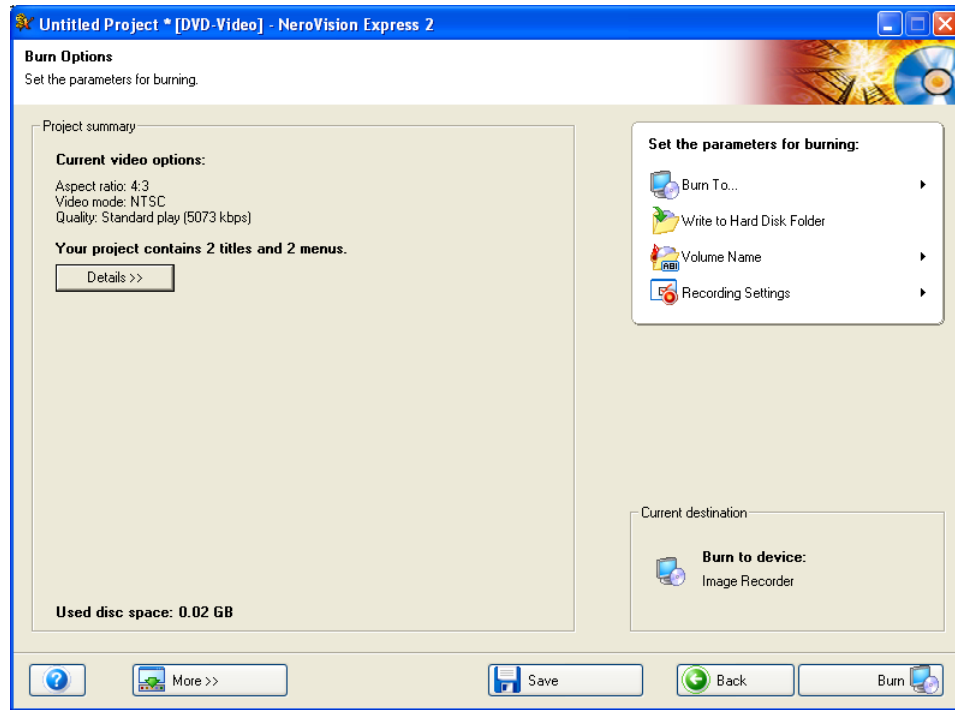 Untitled Project * [DVD-Video] - NeroVision Express 2
Burn Options
Set the parameters for burning.
Project summary
Current video options:
Aspect ratio: 4:3
Video mode: NTSC
Quality: Standard play (5073 kbps)
Your project contains 2 titles and 2 menus.
Details >>
Used disc space: 0.02 GB
Set the parameters for burning:
Burn To...
Write to Hard Disk Folder
ABI
Volume Name
Recording Settings
Current destination
Burn to device:
Image Recorder
?
More >>
Save
Back
Burn